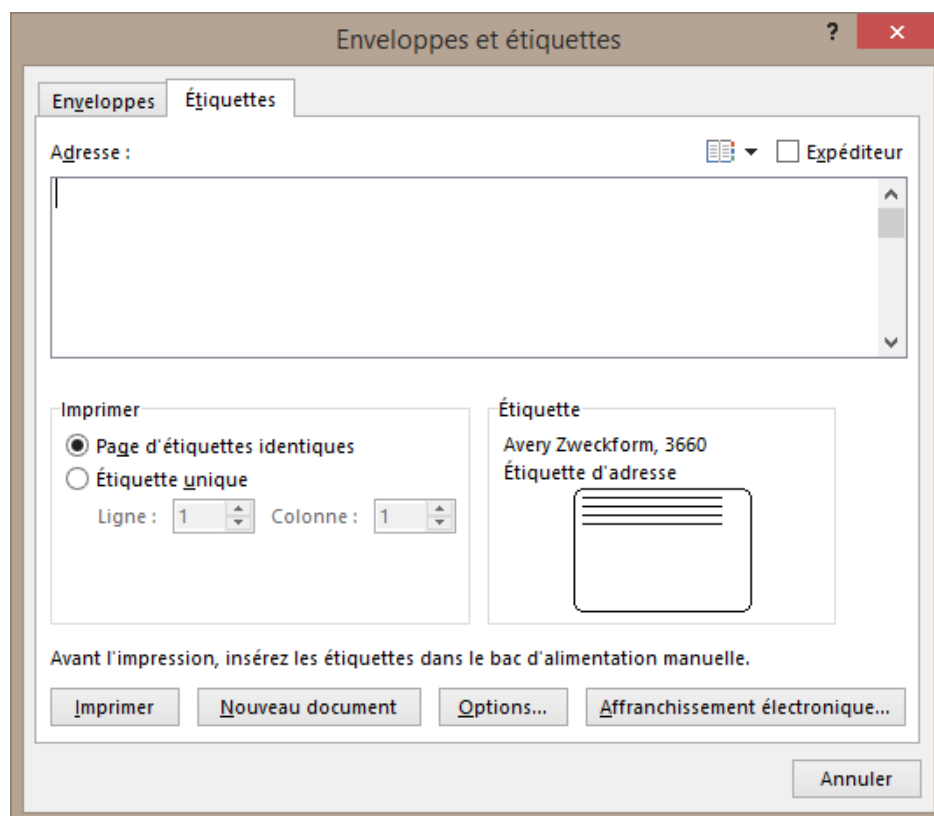 Enveloppes et étiquettes
?
×
Enveloppes
Étiquettes
Adresse :
Expéditeur
Imprimer
Page d'étiquettes identiques
Étiquette unique
Ligne : 1 Colonne : 1
Étiquette
Avery Zweckform, 3660
Étiquette d'adresse
Avant l'impression, insérez les étiquettes dans le bac d'alimentation manuelle.
Imprimer
Nouveau document
Options...
Affranchissement électronique...
Annuler